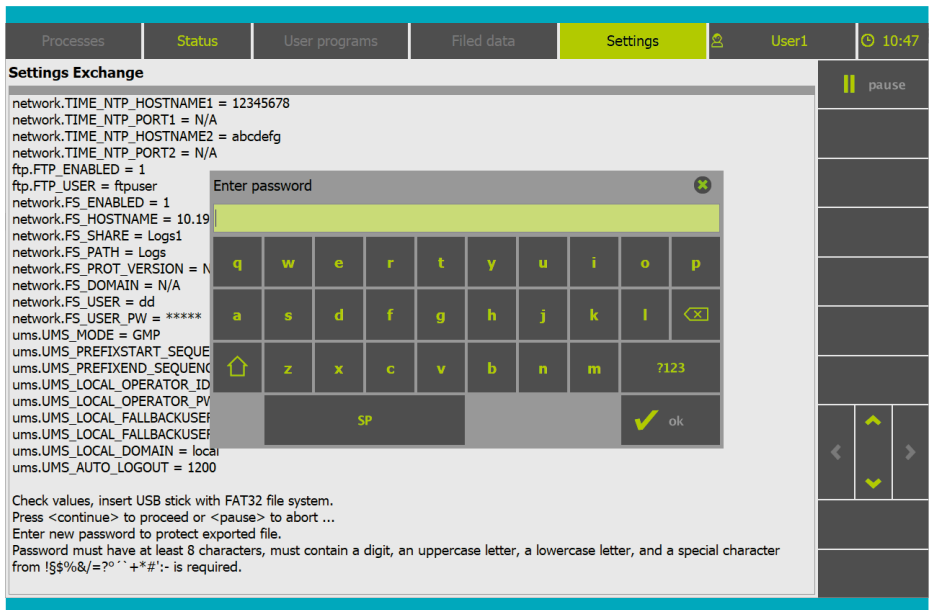 Processes Status User programs Filed data Settings User1 10:47
Settings Exchange
pause
network.TIME_NTP_HOSTNAME1 = 12345678
network.TIME_NTP_PORT1 = N/A
network.TIME_NTP_HOSTNAME2 = abcdefg
network.TIME_NTP_PORT2 = N/A
ftp.FTP_ENABLED = 1
ftp.FTP_USER = ftpuser
network.FS_ENABLED = 1
network.FS_HOSTNAME = 10.19
network.FS_SHARE = Logs1
network.FS_PATH = Logs
network.FS_PROT_VERSION = N
network.FS_DOMAIN = N/A
network.FS_USER = dd
network.FS_USER_PW = *****
ums.UMS_MODE = GMP
ums.UMS_PREFIXSTART_SEQUE
ums.UMS_PREFIXEND_SEQUENC
ums.UMS_LOCAL_OPERATOR_ID
ums.UMS_LOCAL_OPERATOR_PW
ums.UMS_LOCAL_FALLBACKUSER
ums.UMS_LOCAL_FALLBACKUSER
ums.UMS_LOCAL_DOMAIN = local
ums.UMS_AUTO_LOGOUT = 1200
Enter password
q w e r t y u i o p
a s d f g h j k l
z x c v b n m ?123
SP ok
Check values, insert USB stick with FAT32 file system.
Press <continue> to proceed or <pause> to abort ...
Enter new password to protect exported file.
Password must have at least 8 characters, must contain a digit, an uppercase letter, a lowercase letter, and a special character
from !§$%&/=?°´`+*#':- is required.